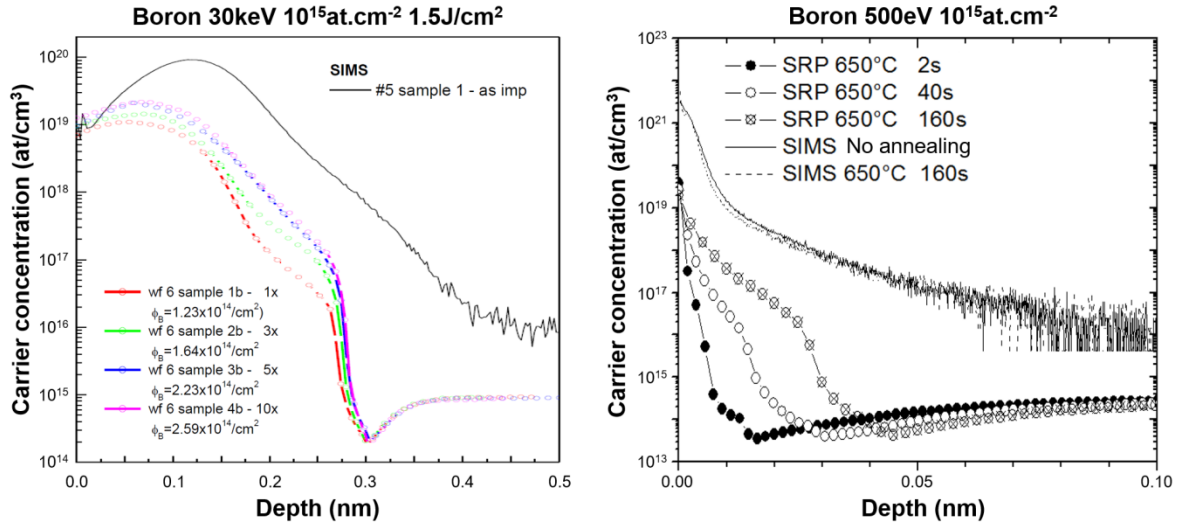 Boron 30keV 10¹⁵at.cm⁻² 1.5J/cm²
Carrier concentration (at/cm³)
10²⁰
10¹⁹
10¹⁸
10¹⁷
10¹⁶
10¹⁵
10¹⁴
SIMS
#5 sample 1 - as imp
wf 6 sample 1b - 1x
ϕ_B=1.23x10¹⁴/cm²)
wf 6 sample 2b - 3x
ϕ_B=1.64x10¹⁴/cm²
wf 6 sample 3b - 5x
ϕ_B=2.23x10¹⁴/cm²
wf 6 sample 4b - 10x
ϕ_B=2.59x10¹⁴/cm²
0.0 0.1 0.2 0.3 0.4 0.5
Depth (nm)
Boron 500eV 10¹⁵at.cm⁻²
Carrier concentration (at/cm³)
10²³
10²¹
10¹⁹
10¹⁷
10¹⁵
10¹³
SRP 650°C 2s
SRP 650°C 40s
SRP 650°C 160s
SIMS No annealing
SIMS 650°C 160s
0.00 0.05 0.10
Depth (nm)